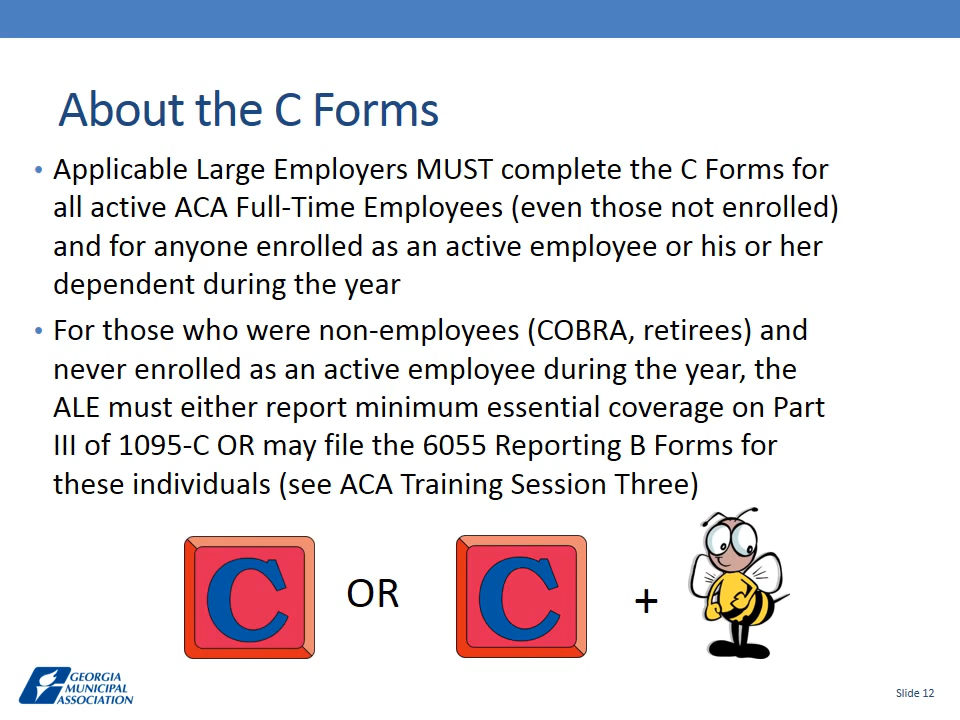 About the C Forms
• Applicable Large Employers MUST complete the C Forms for
all active ACA Full-Time Employees (even those not enrolled)
and for anyone enrolled as an active employee or his or her
dependent during the year
• For those who were non-employees (COBRA, retirees) and
never enrolled as an active employee during the year, the
ALE must either report minimum essential coverage on Part
III of 1095-C OR may file the 6055 Reporting B Forms for
these individuals (see ACA Training Session Three)
C OR C +
GEORGIA
MUNICIPAL
ASSOCIATION
Slide 12